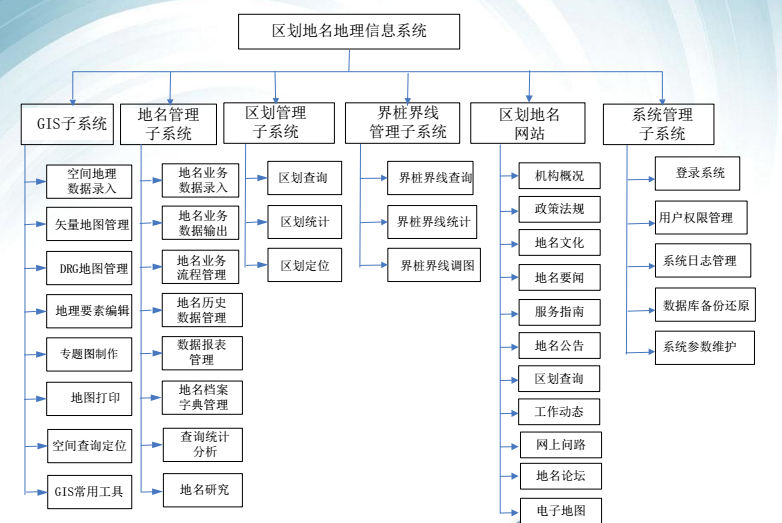 区划地名地理信息系统
GIS子系统
地名管理
子系统
区划管理
子系统
界桩界线
管理子系统
区划地名
网站
系统管理
子系统
空间地理
数据录入
矢量地图管理
DRG地图管理
地理要素编辑
专题图制作
地图打印
空间查询定位
GIS常用工具
地名业务
数据录入
地名业务
数据输出
地名业务
流程管理
地名历史
数据管理
数据报表
管理
地名档案
字典管理
查询统计
分析
地名研究
区划查询
区划统计
区划定位
界桩界线查询
界桩界线统计
界桩界线调图
机构概况
政策法规
地名文化
地名要闻
服务指南
地名公告
区划查询
工作动态
网上问路
地名论坛
电子地图
登录系统
用户权限管理
系统日志管理
数据库备份还原
系统参数维护